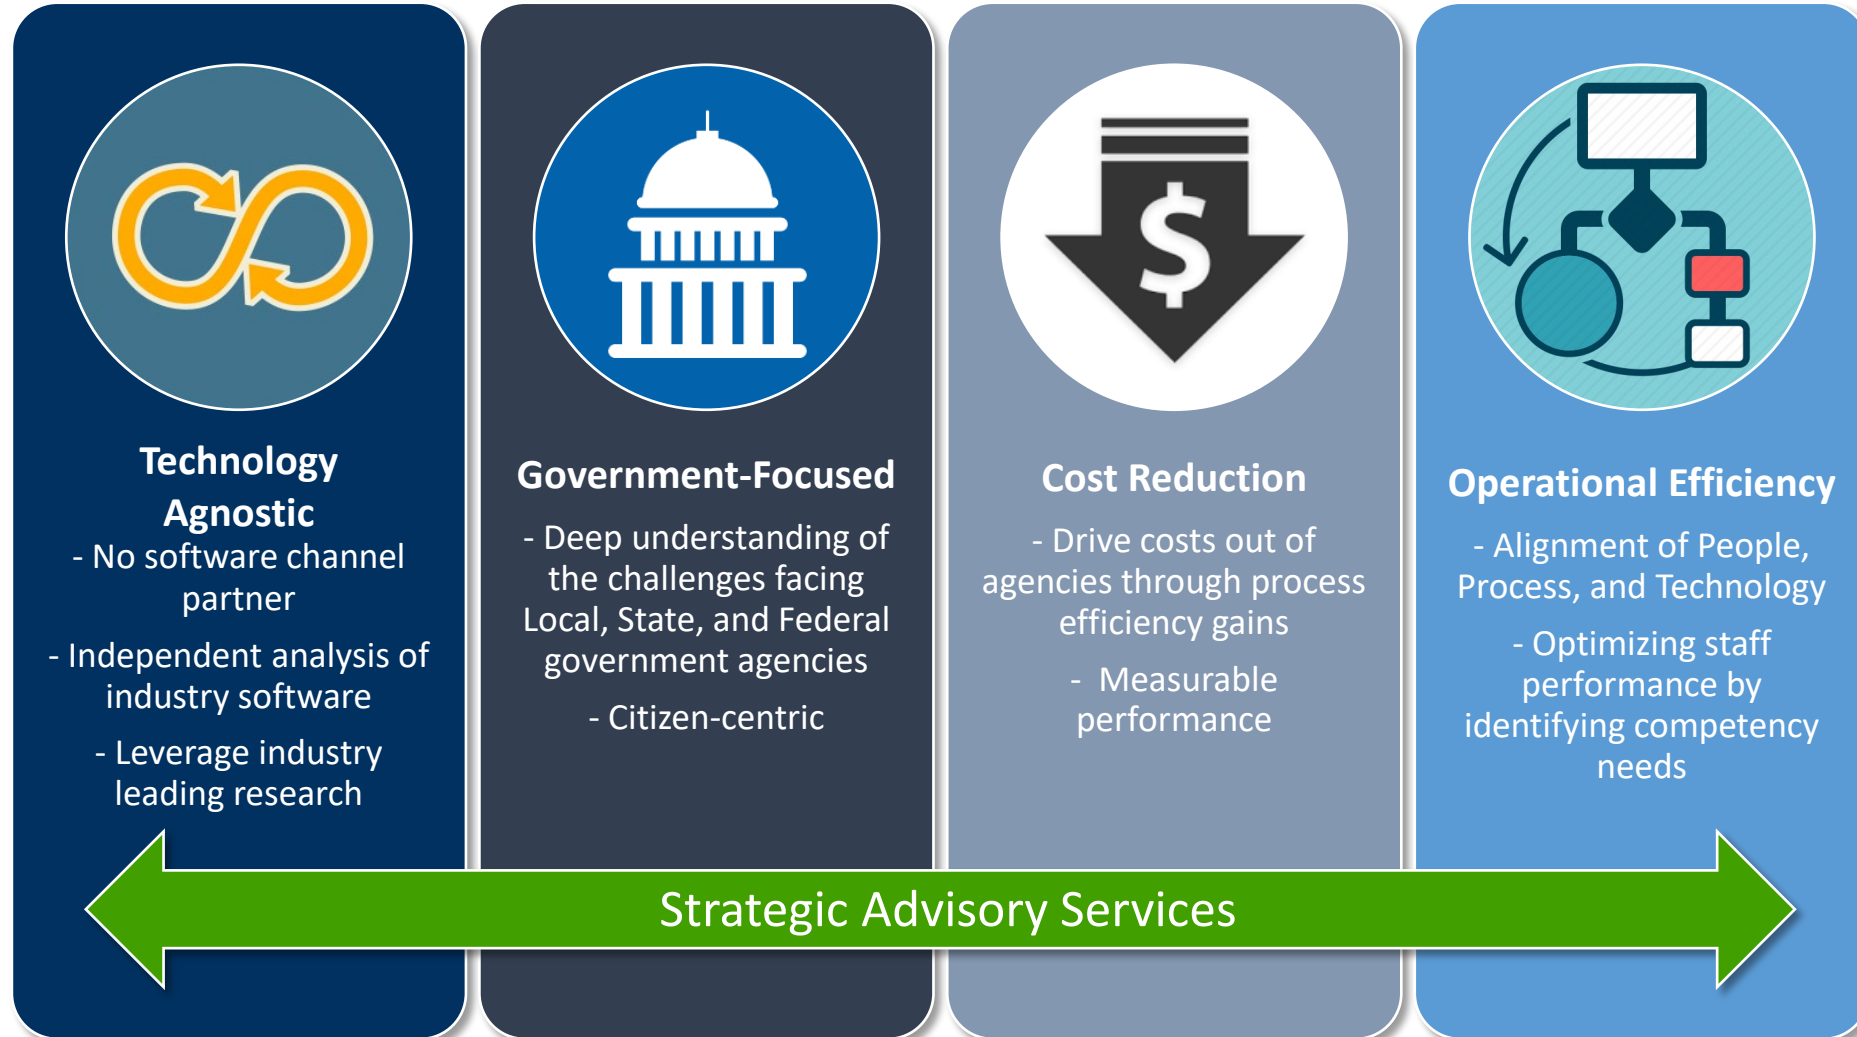 Technology
Agnostic
- No software channel
partner
- Independent analysis of
industry software
- Leverage industry
leading research
Government-Focused
- Deep understanding of
the challenges facing
Local, State, and Federal
government agencies
- Citizen-centric
$
Cost Reduction
- Drive costs out of
agencies through process
efficiency gains
- Measurable
performance
Operational Efficiency
- Alignment of People,
Process, and Technology
- Optimizing staff
performance by
identifying competency
needs
Strategic Advisory Services